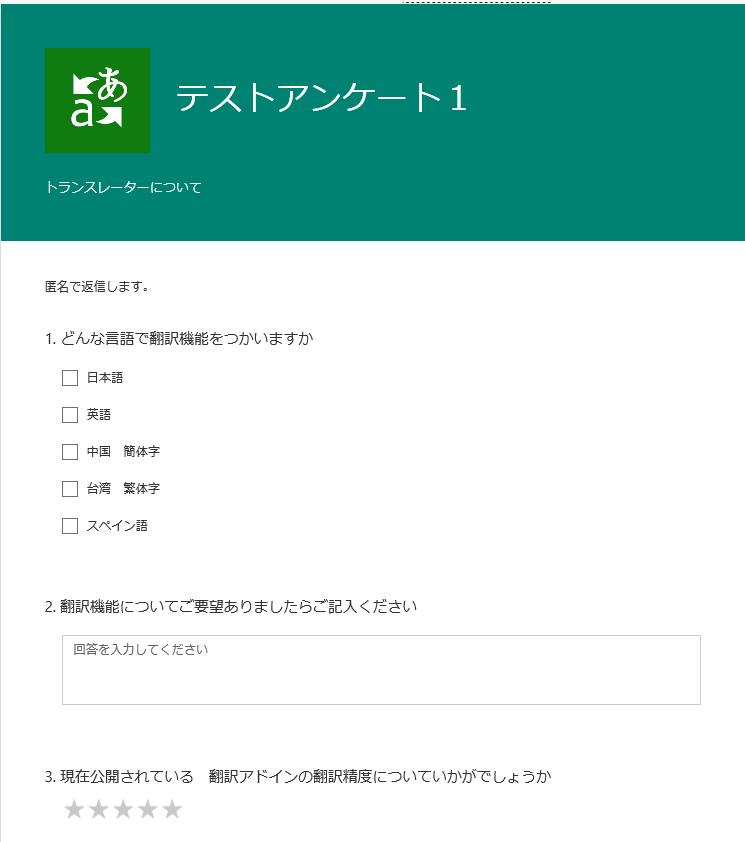 あ
a
テストアンケート１
トランスレーターについて
匿名で返信します。
1. どんな言語で翻訳機能をつかいますか
日本語
英語
中国　簡体字
台湾　繁体字
スペイン語
2. 翻訳機能についてご要望ありましたらご記入ください
回答を入力してください
3. 現在公開されている　翻訳アドインの翻訳精度についていかがでしょうか